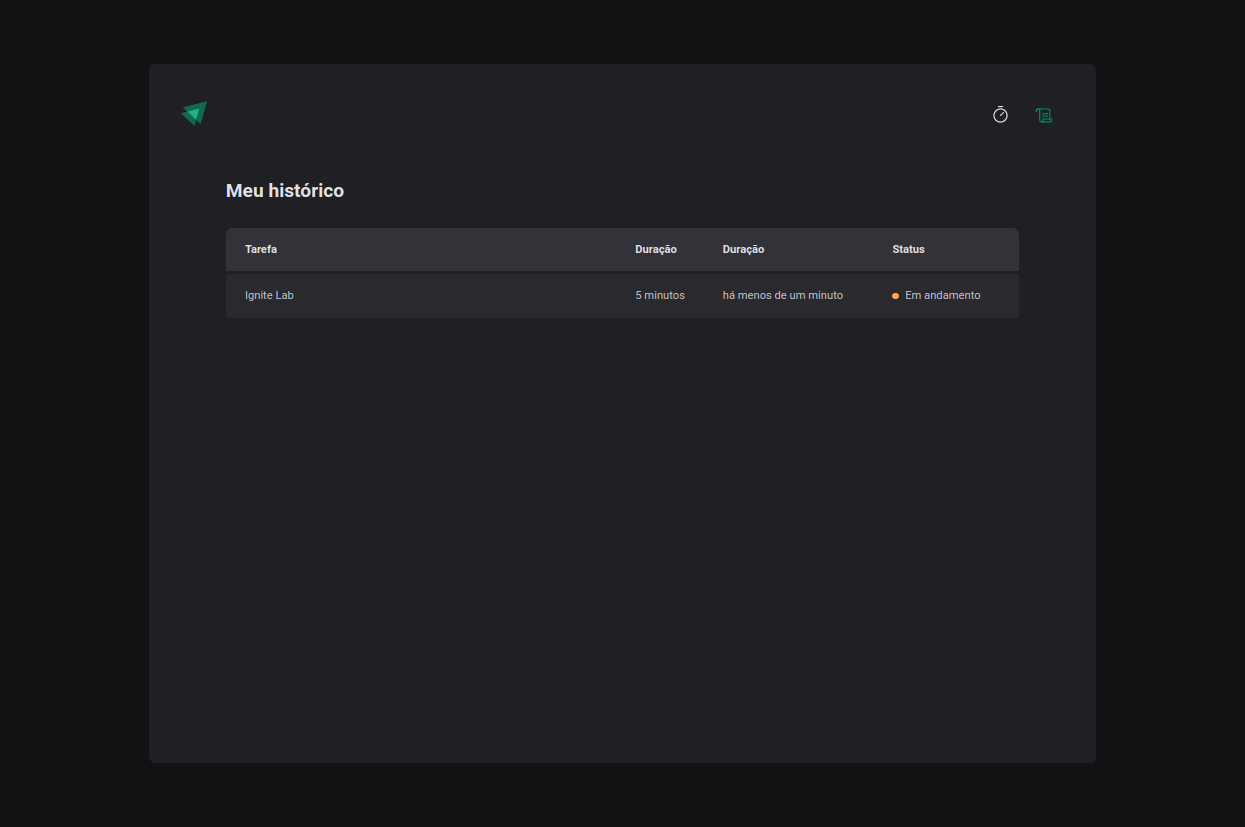 Meu histórico
Tarefa Duração Duração Status
Ignite Lab 5 minutos há menos de um minuto Em andamento